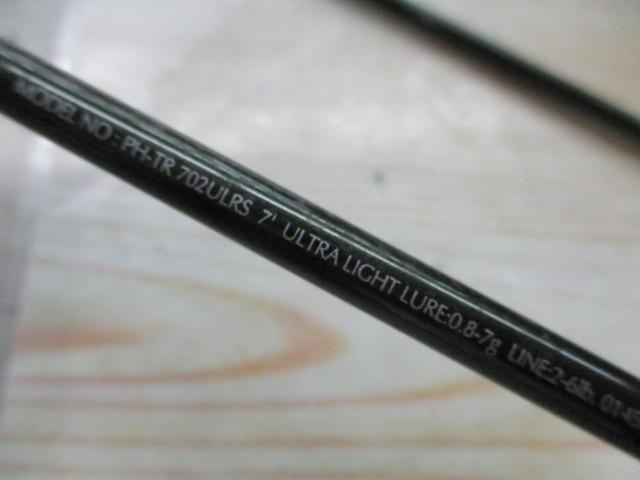 MODEL NO : PH-TR 702ULRS 7' ULTRA LIGHT LURE:0.8-7g LINE:2-6lb.